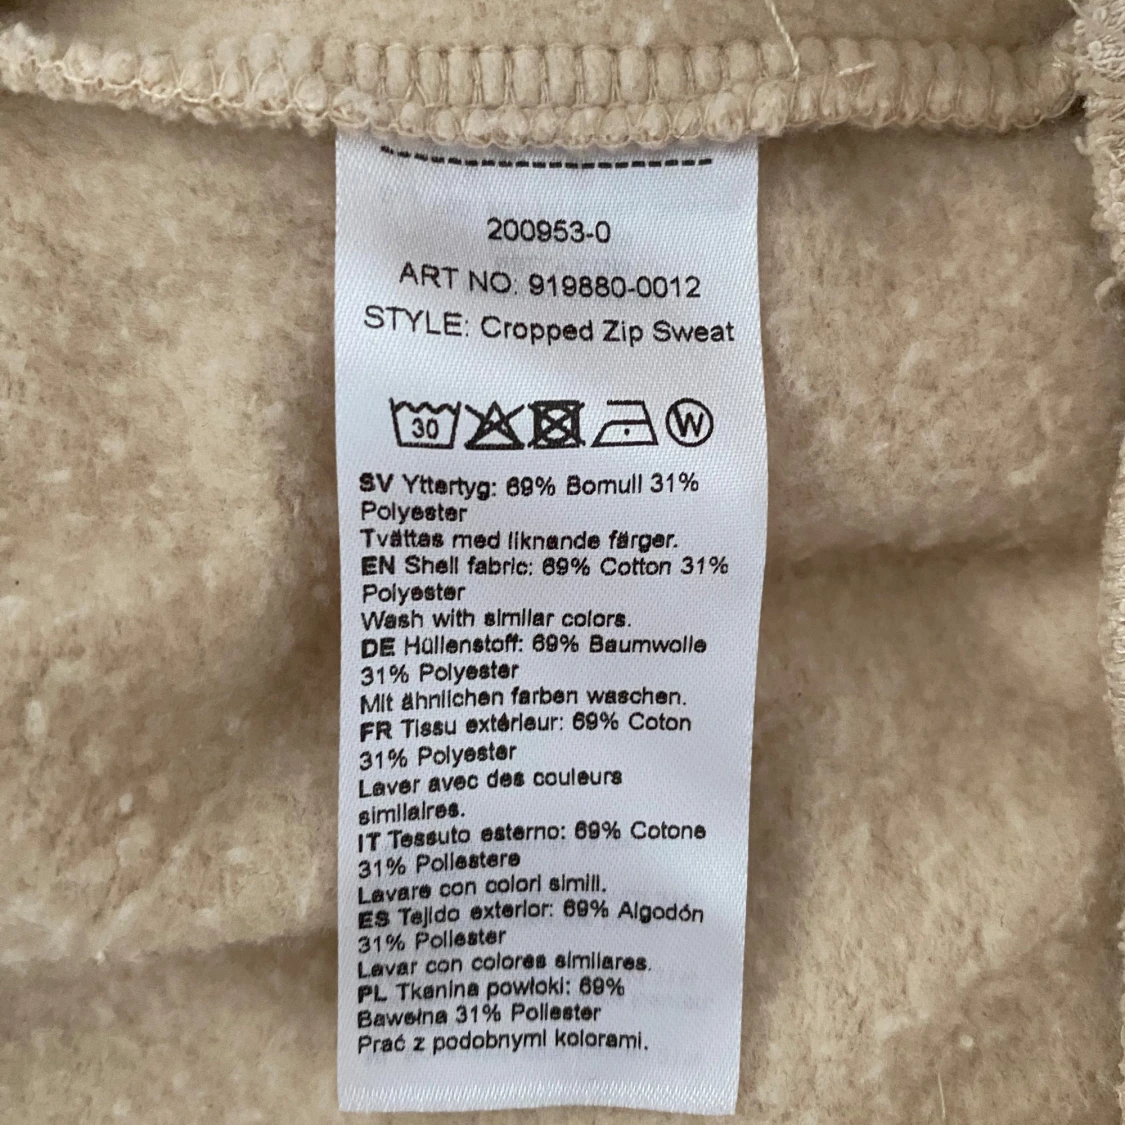 200953-0
ART NO: 919880-0012
STYLE: Cropped Zip Sweat
30 W
SV Yttertyg: 69% Bomull 31%
Polyester
Tvättas med liknande färger.
EN Shell fabric: 69% Cotton 31%
Polyester
Wash with similar colors.
DE Hüllenstoff: 69% Baumwolle
31% Polyester
Mit ähnlichen farben waschen.
FR Tissu extérieur: 69% Coton
31% Polyester
Laver avec des couleurs
similaires.
IT Tessuto esterno: 69% Cotone
31% Poliestere
Lavare con colori simili.
ES Tejido exterior: 69% Algodón
31% Poliester
Lavar con colores similares.
PL Tkanina powłoki: 69%
Bawełna 31% Poliester
Prać z podobnymi kolorami.